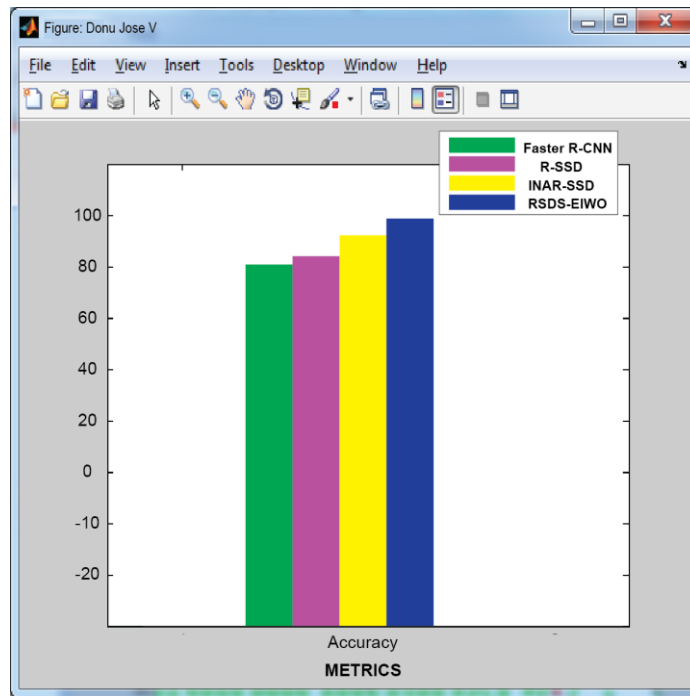 Figure: Donu Jose V
File Edit View Insert Tools Desktop Window Help
Faster R-CNN
R-SSD
INAR-SSD
RSDS-EIWO
100
80
60
40
20
0
-10
-20
Accuracy
METRICS